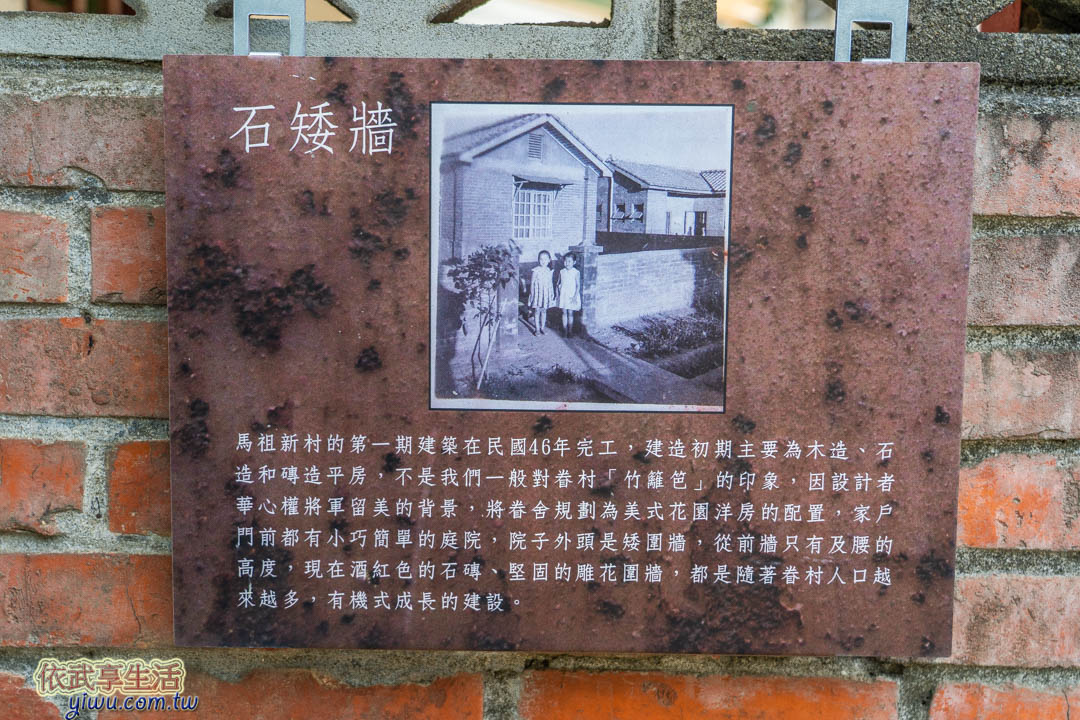 石矮牆
馬祖新村的第一期建築在民國46年完工，建造初期主要為木造、石
造和磚造平房，不是我們一般對眷村「竹籬笆」的印象，因設計者
華心權將軍留美的背景，將眷舍規劃為美式花園洋房的配置，家戶
門前都有小巧簡單的庭院，院子外頭是矮圍牆，從前牆只有及腰的
高度，現在酒紅色的石磚、堅固的雕花圍牆，都是隨著眷村人口越
來越多，有機式成長的建設。
依武享生活
yiwu.com.tw